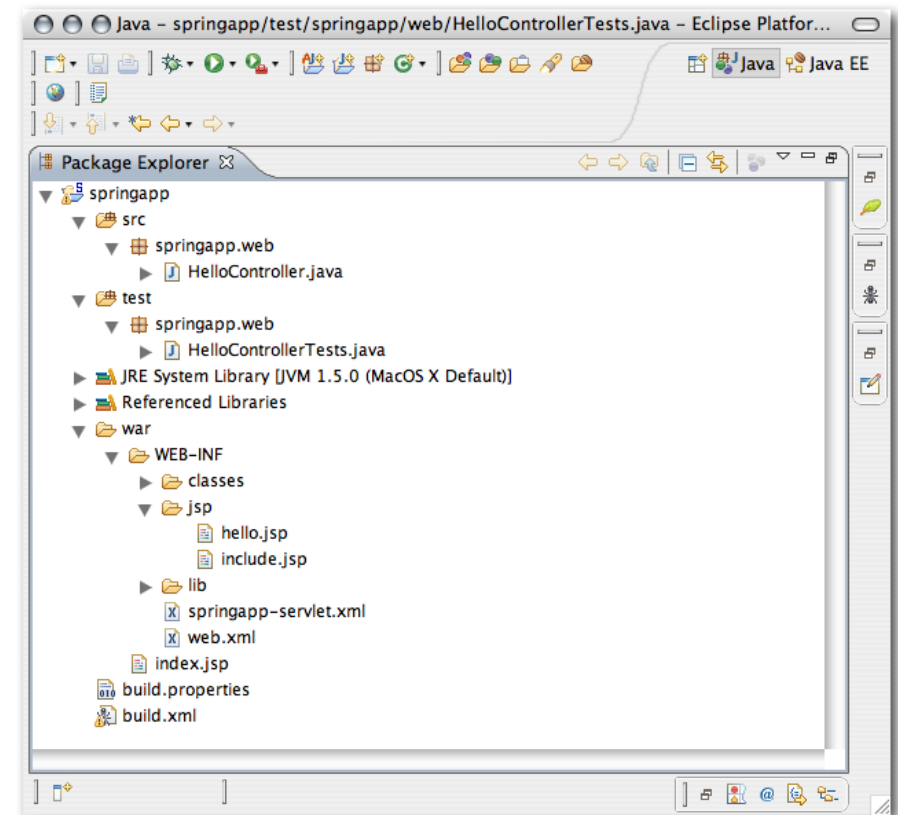 Java – springapp/test/springapp/web/HelloControllerTests.java – Eclipse Platfor...
Java
Java EE
Package Explorer
springapp
src
springapp.web
HelloController.java
test
springapp.web
HelloControllerTests.java
JRE System Library [JVM 1.5.0 (MacOS X Default)]
Referenced Libraries
war
WEB-INF
classes
jsp
hello.jsp
include.jsp
lib
springapp-servlet.xml
web.xml
index.jsp
build.properties
build.xml